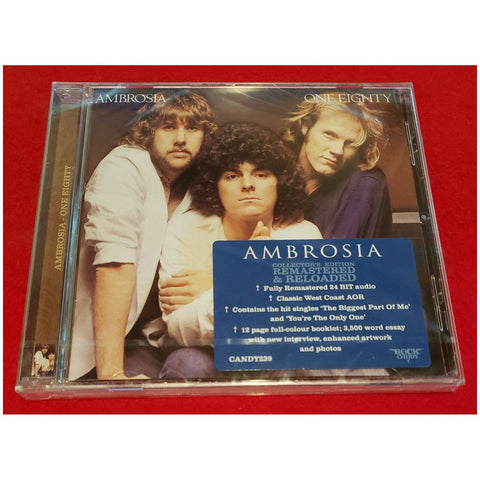 AMBROSIA
ONE EIGHTY
AMBROSIA - ONE EIGHTY
AMBROSIA
COLLECTOR'S EDITION
REMASTERED
& RELOADED
↑ Fully Remastered 24 BIT audio
↑ Classic West Coast AOR
↑ Contains the hit singles 'The Biggest Part Of Me'
and 'You're The Only One'
↑ 12 page full-colour booklet; 3,500 word essay
with new interview, enhanced artwork
and photos
CANDY239
ROCK
CANDY